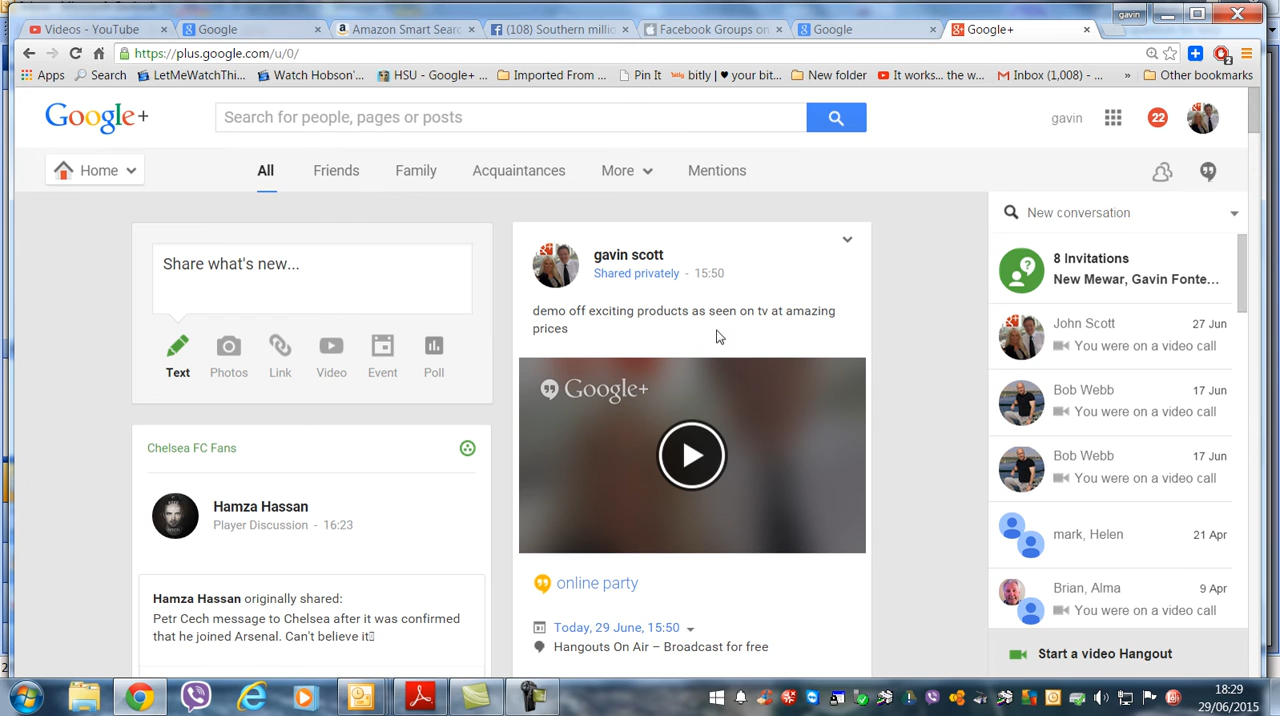 gavin
Videos - YouTube
Google
Amazon Smart Searc
(108) Southern milli
Facebook Groups on
Google
Google+
https://plus.google.com/u/0/
Apps
Search
LetMeWatchThi...
Watch Hobson'...
HSU - Google+ ...
Imported From ...
Pin It
bitly | ♥ your bit...
New folder
It works... the w...
Inbox (1,008) - ...
»
Other bookmarks
Google+
Search for people, pages or posts
gavin
22
Home
All
Friends
Family
Acquaintances
More
Mentions
Share what's new...
Text
Photos
Link
Video
Event
Poll
Chelsea FC Fans
Hamza Hassan
Player Discussion - 16:23
Hamza Hassan originally shared:
Petr Cech message to Chelsea after it was confirmed
that he joined Arsenal. Can't believe it
gavin scott
Shared privately - 15:50
demo off exciting products as seen on tv at amazing
prices
Google+
online party
Today, 29 June, 15:50
Hangouts On Air – Broadcast for free
New conversation
8 Invitations
New Mewar, Gavin Fonte...
John Scott
27 Jun
You were on a video call
Bob Webb
17 Jun
You were on a video call
Bob Webb
17 Jun
You were on a video call
mark, Helen
21 Apr
Brian, Alma
9 Apr
You were on a video call
Start a video Hangout
18:29
29/06/2015